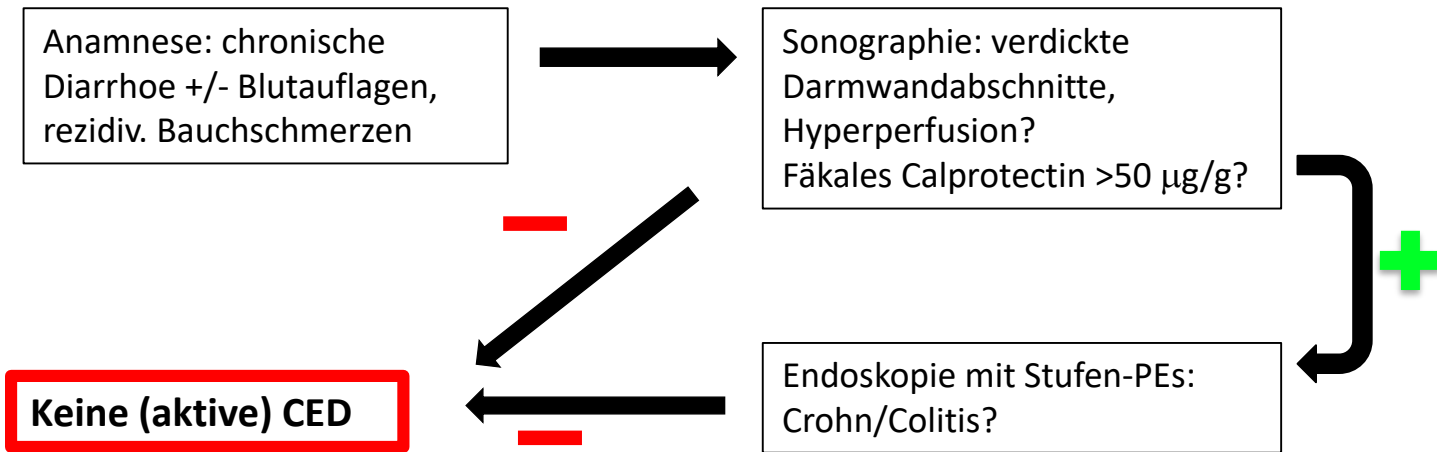 Anamnese: chronische
Diarrhoe +/- Blutauflagen,
rezidiv. Bauchschmerzen
Sonographie: verdickte
Darmwandabschnitte,
Hyperperfusion?
Fäkales Calprotectin >50 μg/g?
Endoskopie mit Stufen-PEs:
Crohn/Colitis?
Keine (aktive) CED